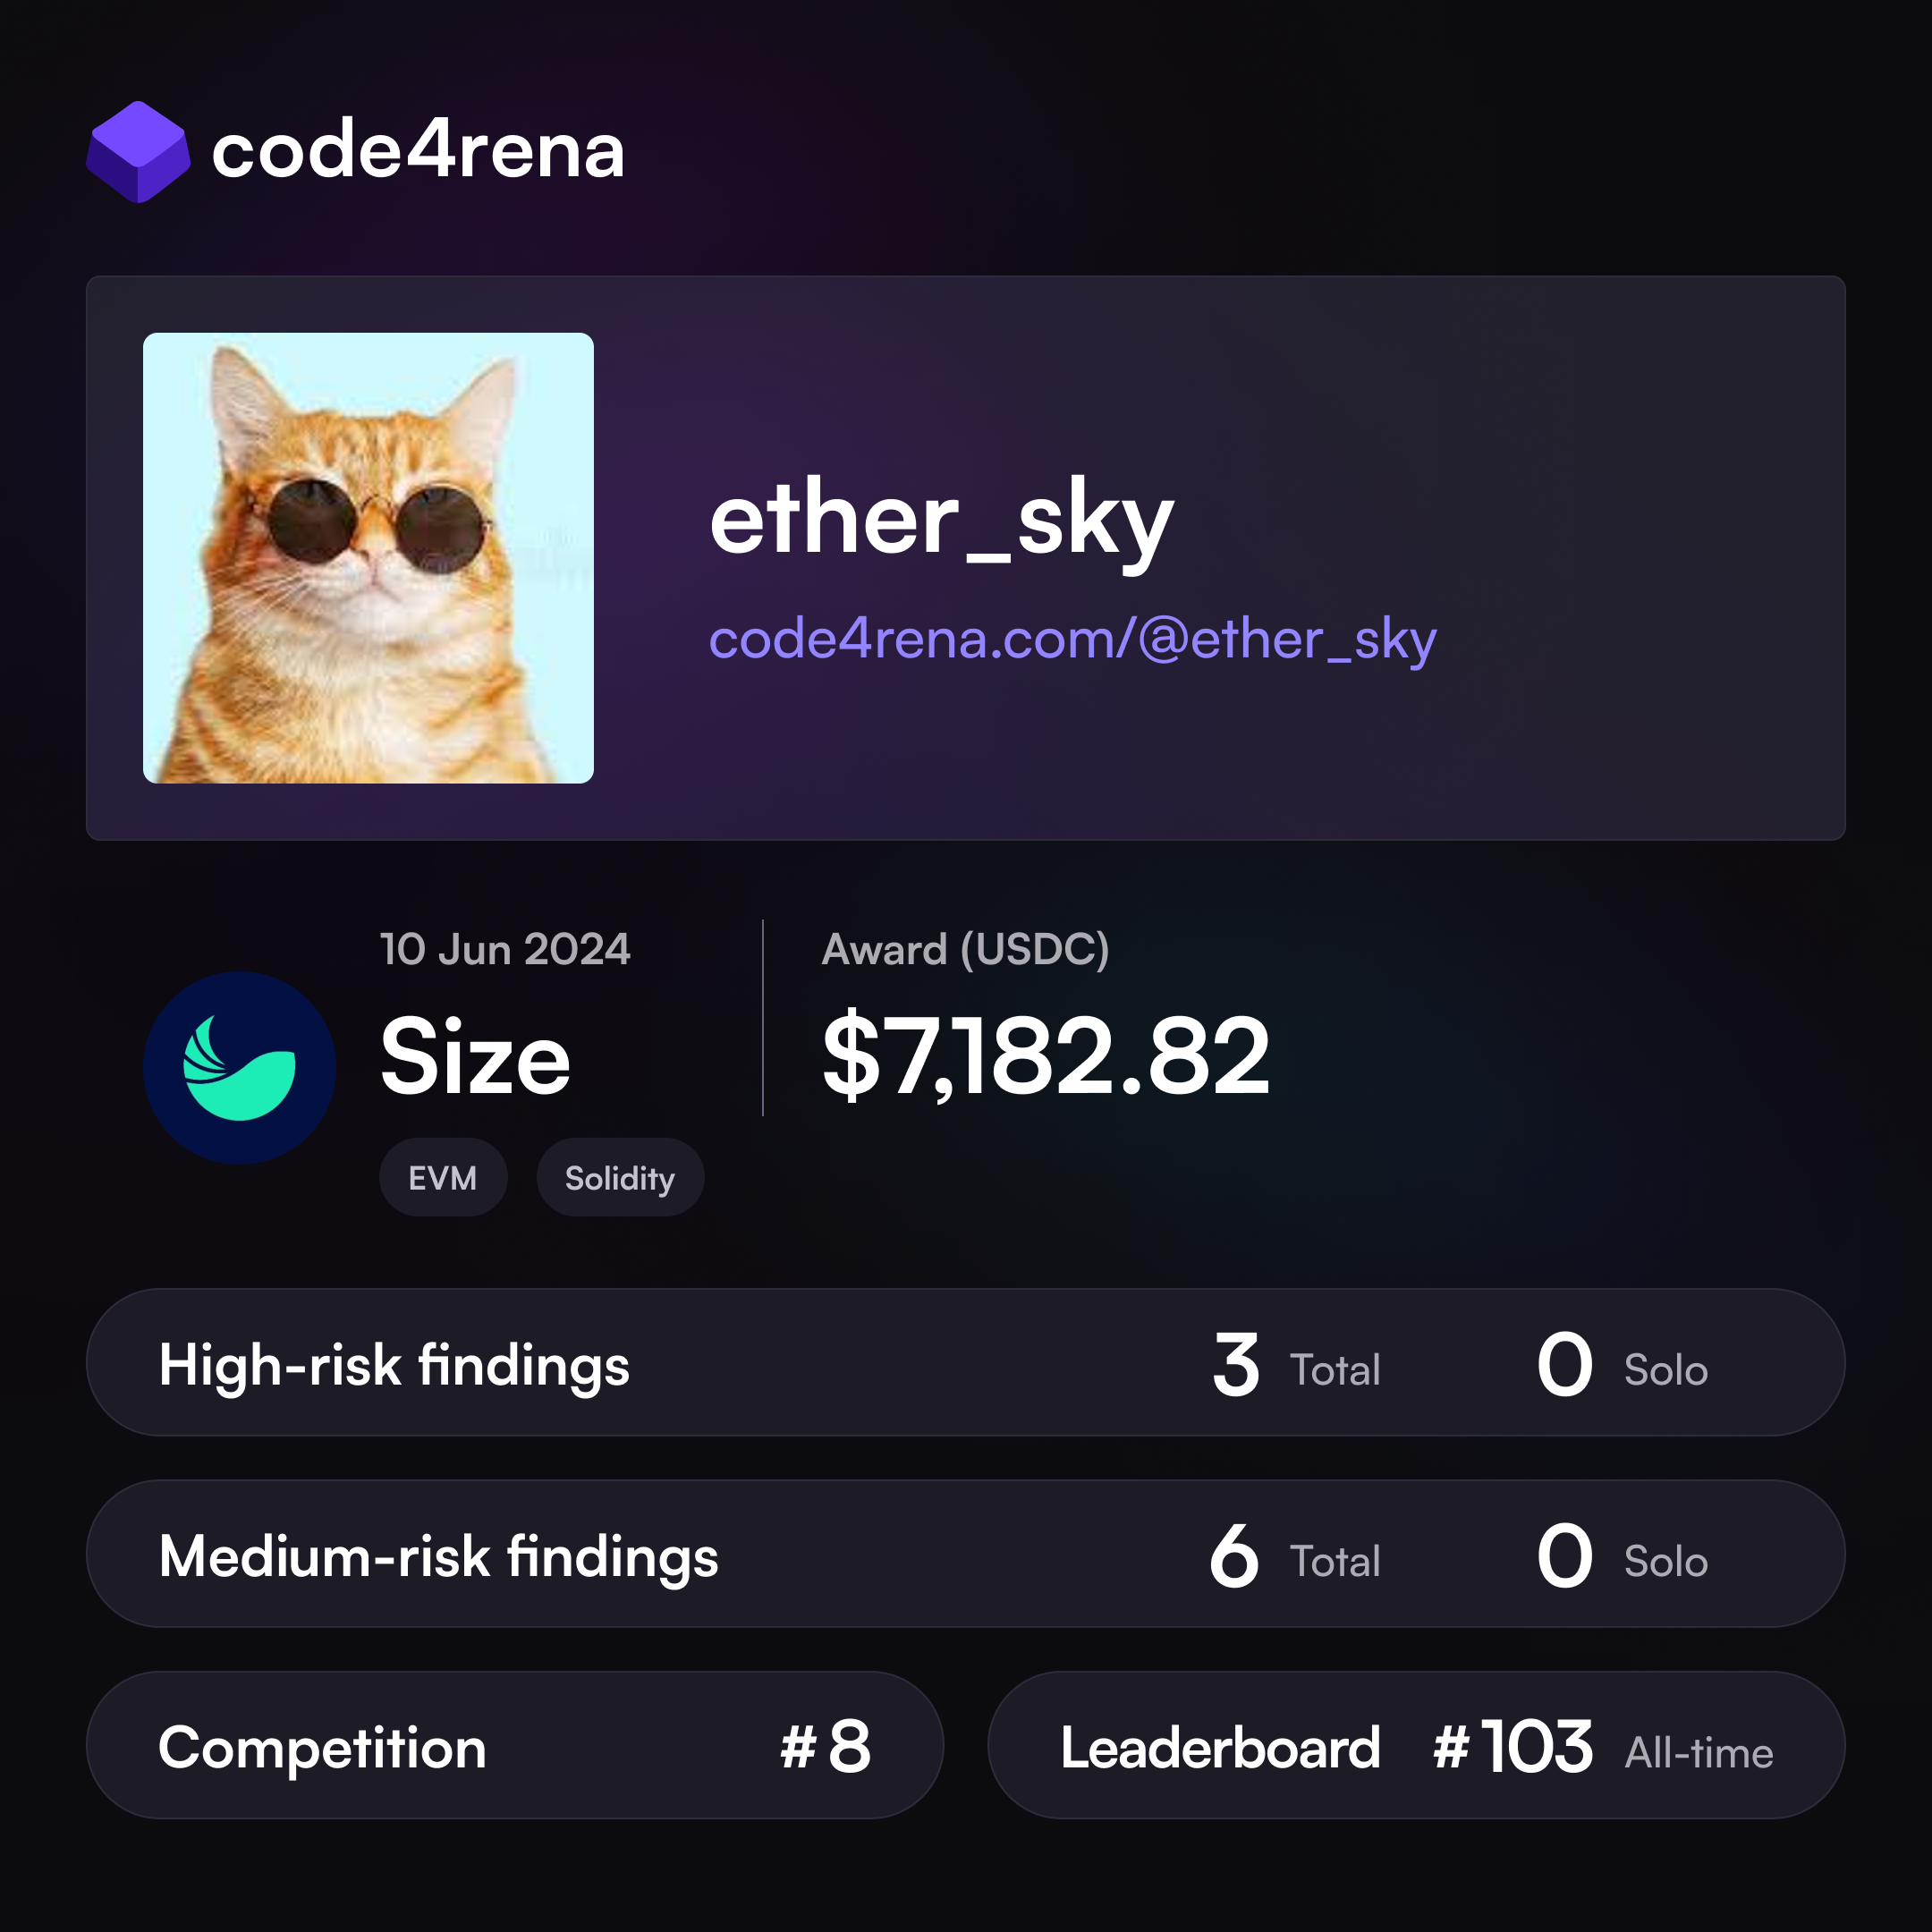 code4rena
ether_sky
code4rena.com/@ether_sky
10 Jun 2024
Size
EVM Solidity
Award (USDC)
$7,182.82
High-risk findings 3 Total 0 Solo
Medium-risk findings 6 Total 0 Solo
Competition #8
Leaderboard #103 All-time